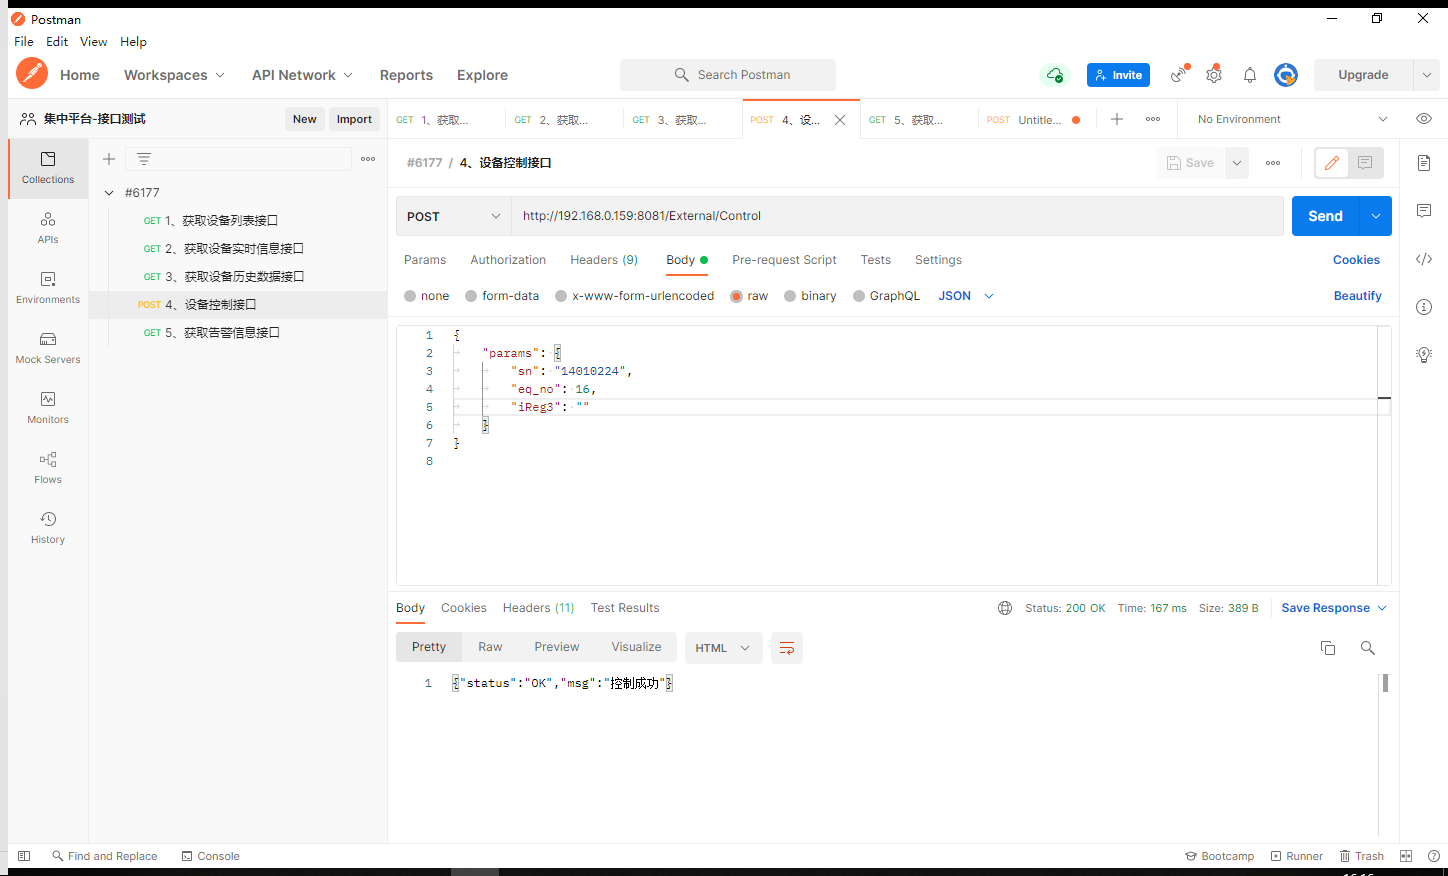 Postman
File Edit View Help
Home Workspaces API Network Reports Explore Search Postman Invite Upgrade
集中平台-接口测试 New Import GET 1、获取... GET 2、获取... GET 3、获取... POST 4、设... GET 5、获取... POST Untitle... No Environment
Collections
APIs
Environments
Mock Servers
Monitors
Flows
History
#6177
GET 1、获取设备列表接口
GET 2、获取设备实时信息接口
GET 3、获取设备历史数据接口
POST 4、设备控制接口
GET 5、获取告警信息接口
#6177 / 4、设备控制接口 Save
POST http://192.168.0.159:8081/External/Control Send
Params Authorization Headers (9) Body Pre-request Script Tests Settings Cookies
none form-data x-www-form-urlencoded raw binary GraphQL JSON Beautify
1 {
2 "params": {
3 "sn": "14010224",
4 "eq_no": 16,
5 "iReg3": ""
6 }
7 }
8
Body Cookies Headers (11) Test Results Status: 200 OK Time: 167 ms Size: 389 B Save Response
Pretty Raw Preview Visualize HTML
1 {"status":"OK","msg":"控制成功"}
Find and Replace Console Bootcamp Runner Trash